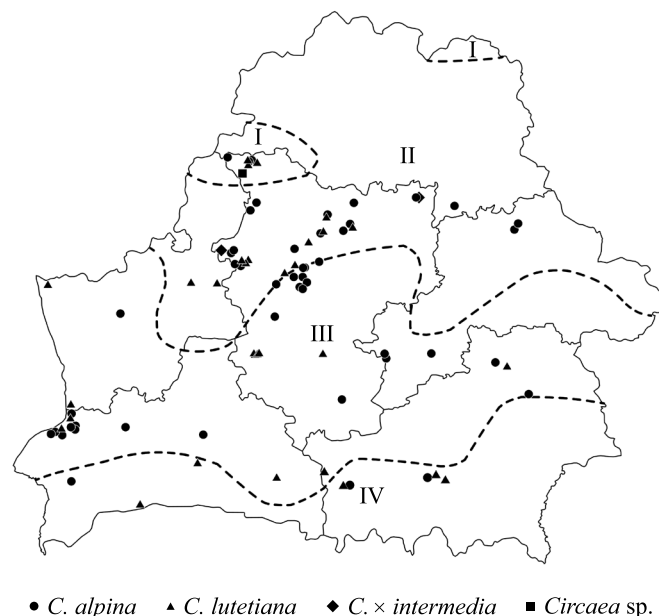 I
I
II
III
IV
C. alpina C. lutetiana C. × intermedia Circaea sp.